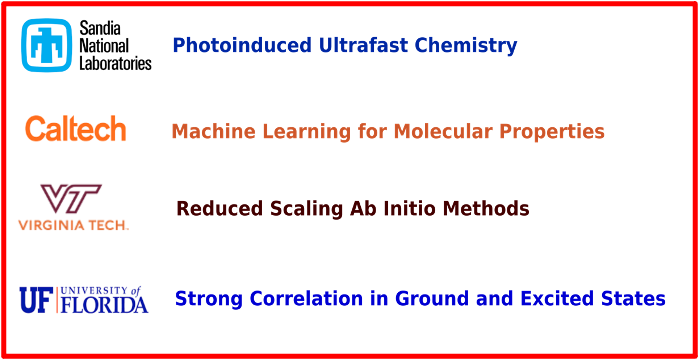 Sandia
National
Laboratories
Photoinduced Ultrafast Chemistry
Caltech
Machine Learning for Molecular Properties
VT
VIRGINIA TECH.
Reduced Scaling Ab Initio Methods
UF UNIVERSITY of
FLORIDA
Strong Correlation in Ground and Excited States